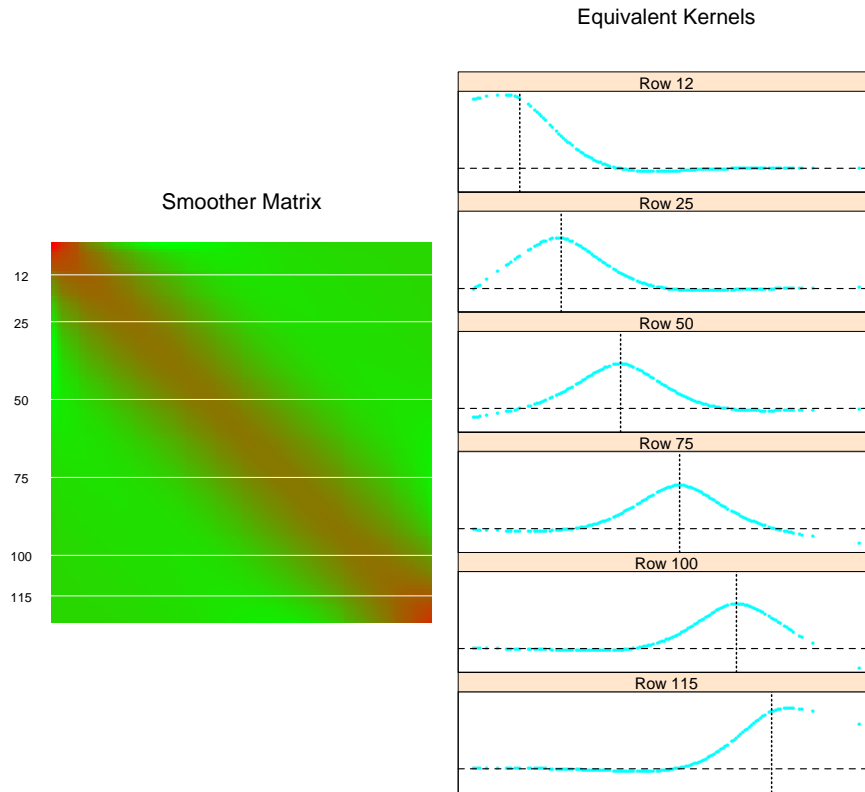 Equivalent Kernels
Smoother Matrix
12
25
50
75
100
115
Row 12
Row 25
Row 50
Row 75
Row 100
Row 115